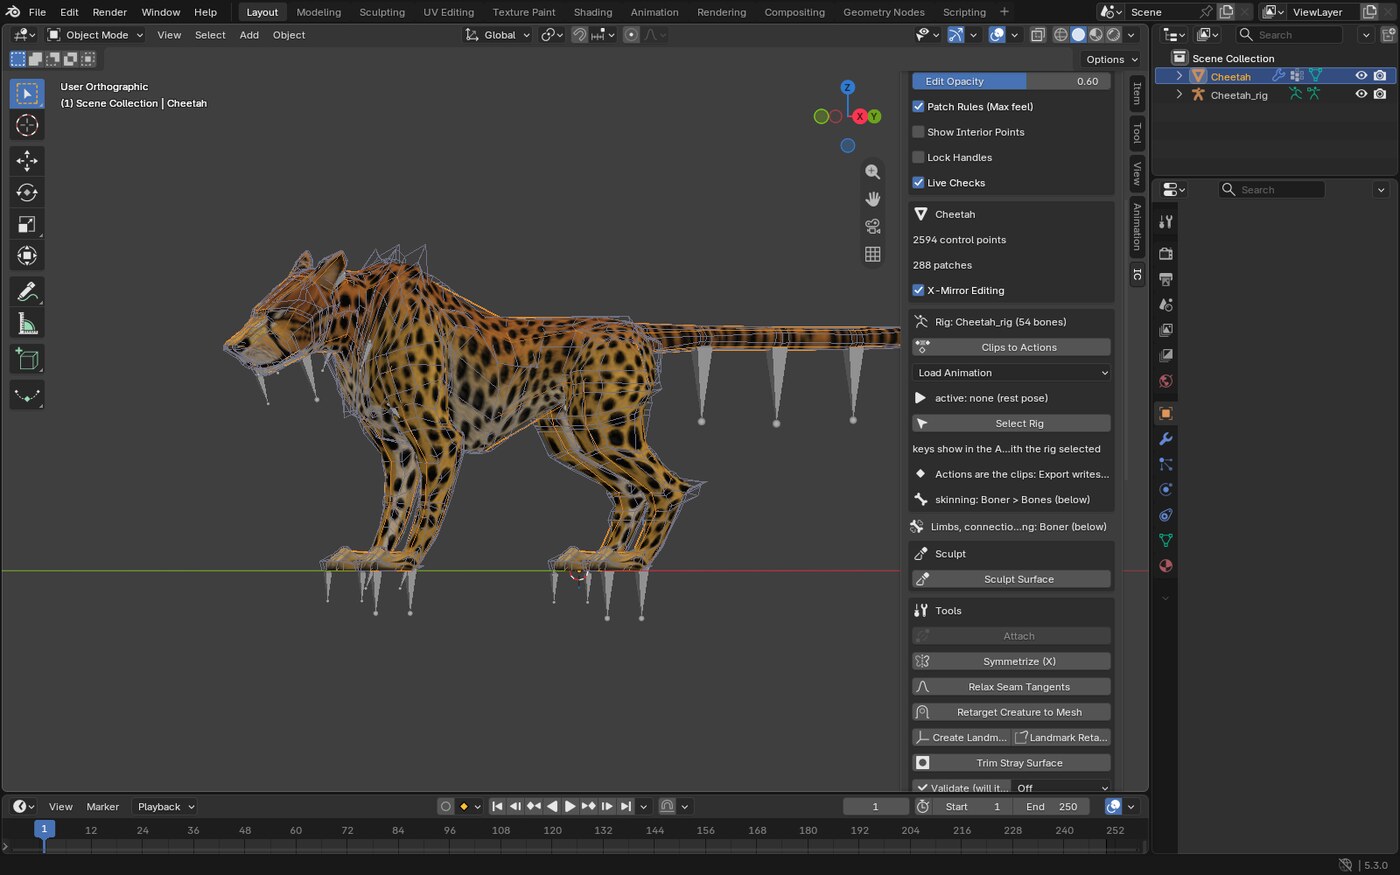 File Edit Render Window Help Layout Modeling Sculpting UV Editing Texture Paint Shading Animation Rendering Compositing Geometry Nodes Scripting + Scene ViewLayer
Object Mode View Select Add Object Global Search
Options
User Orthographic
(1) Scene Collection | Cheetah
Z
X Y
Edit Opacity 0.60
Patch Rules (Max feel)
Show Interior Points
Lock Handles
Live Checks
Cheetah
2594 control points
288 patches
X-Mirror Editing
Rig: Cheetah_rig (54 bones)
Clips to Actions
Load Animation
active: none (rest pose)
Select Rig
keys show in the A...ith the rig selected
Actions are the clips: Export writes...
skinning: Boner > Bones (below)
Limbs, connectio...ng: Boner (below)
Sculpt
Sculpt Surface
Tools
Attach
Symmetrize (X)
Relax Seam Tangents
Retarget Creature to Mesh
Create Landm... Landmark Reta...
Trim Stray Surface
Validate (will it... Off
Item
Tool
View
Animation
IC
Scene Collection
Cheetah
Cheetah_rig
Search
View Marker Playback 1 Start 1 End 250
1 12 24 36 48 60 72 84 96 108 120 132 144 156 168 180 192 204 216 228 240 252
5.3.0